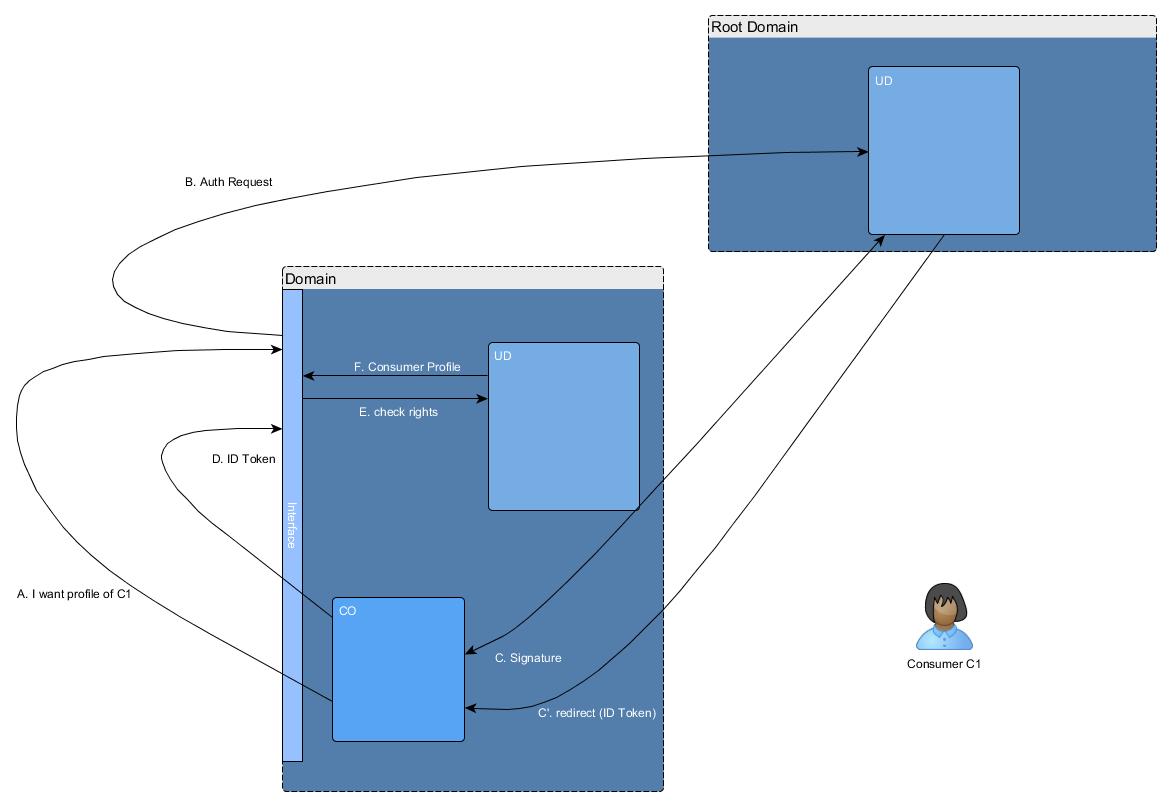 Root Domain
UD
B. Auth Request
Domain
UD
F. Consumer Profile
E. check rights
D. ID Token
Interface
A. I want profile of C1
CO
C. Signature
C'. redirect (ID Token)
Consumer C1